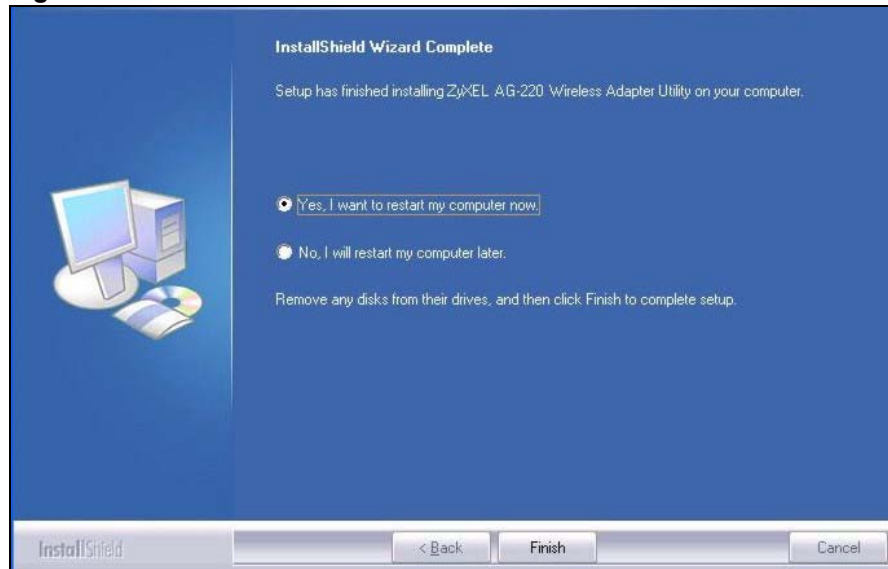 InstallShield Wizard Complete
Setup has finished installing ZyXEL AG-220 Wireless Adapter Utility on your computer.
Yes, I want to restart my computer now.
No, I will restart my computer later.
Remove any disks from their drives, and then click Finish to complete setup.
InstallShield
< Back
Finish
Cancel